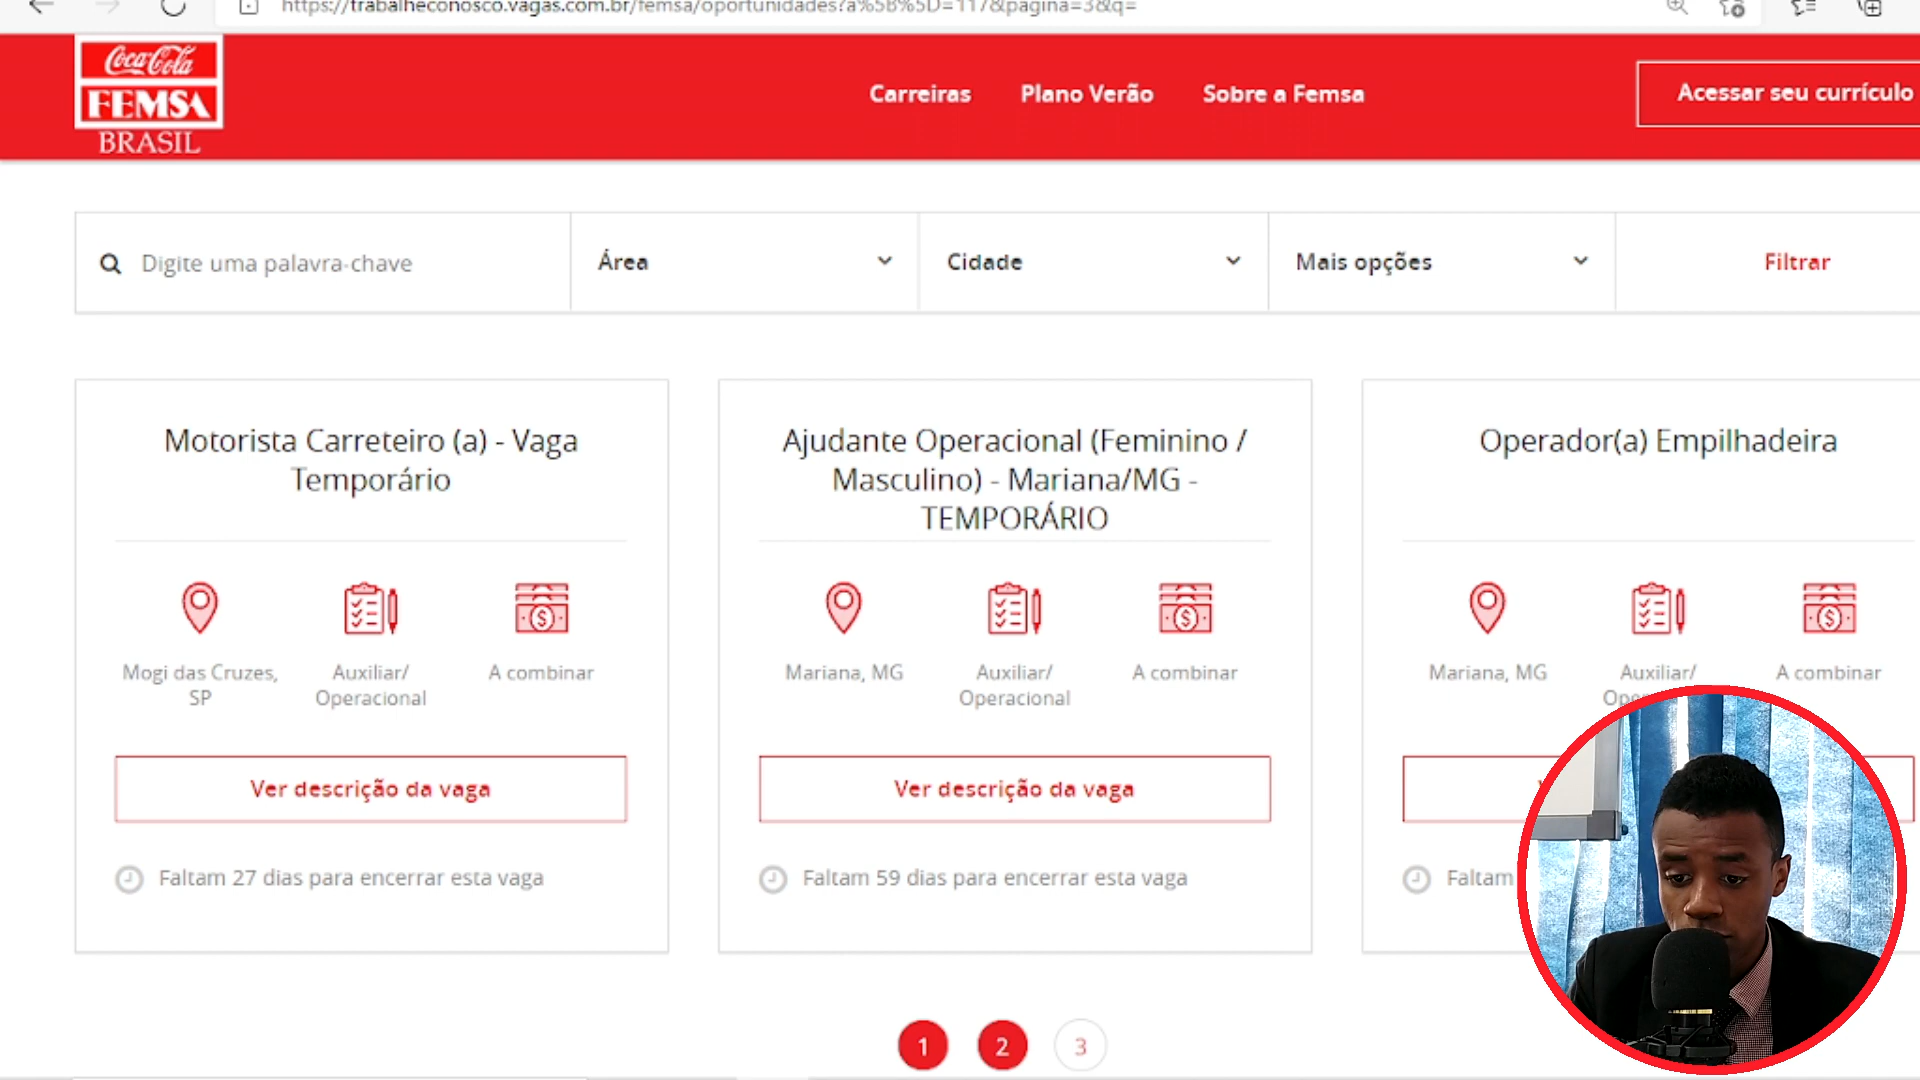 https://trabalheconosco.vagas.com.br/femsa/oportunidades?a%5B%5D=117&pagina=3&q=
Coca-Cola
FEMSA
BRASIL
Carreiras Plano Verão Sobre a Femsa Acessar seu currículo
Digite uma palavra-chave Área Cidade Mais opções Filtrar
Motorista Carreteiro (a) - Vaga
Temporário
Mogi das Cruzes,
SP
Auxiliar/
Operacional
A combinar
Ver descrição da vaga
Faltam 27 dias para encerrar esta vaga
Ajudante Operacional (Feminino /
Masculino) - Mariana/MG -
TEMPORÁRIO
Mariana, MG
Auxiliar/
Operacional
A combinar
Ver descrição da vaga
Faltam 59 dias para encerrar esta vaga
Operador(a) Empilhadeira
Mariana, MG
Auxiliar/
A combinar
Faltam
1 2 3